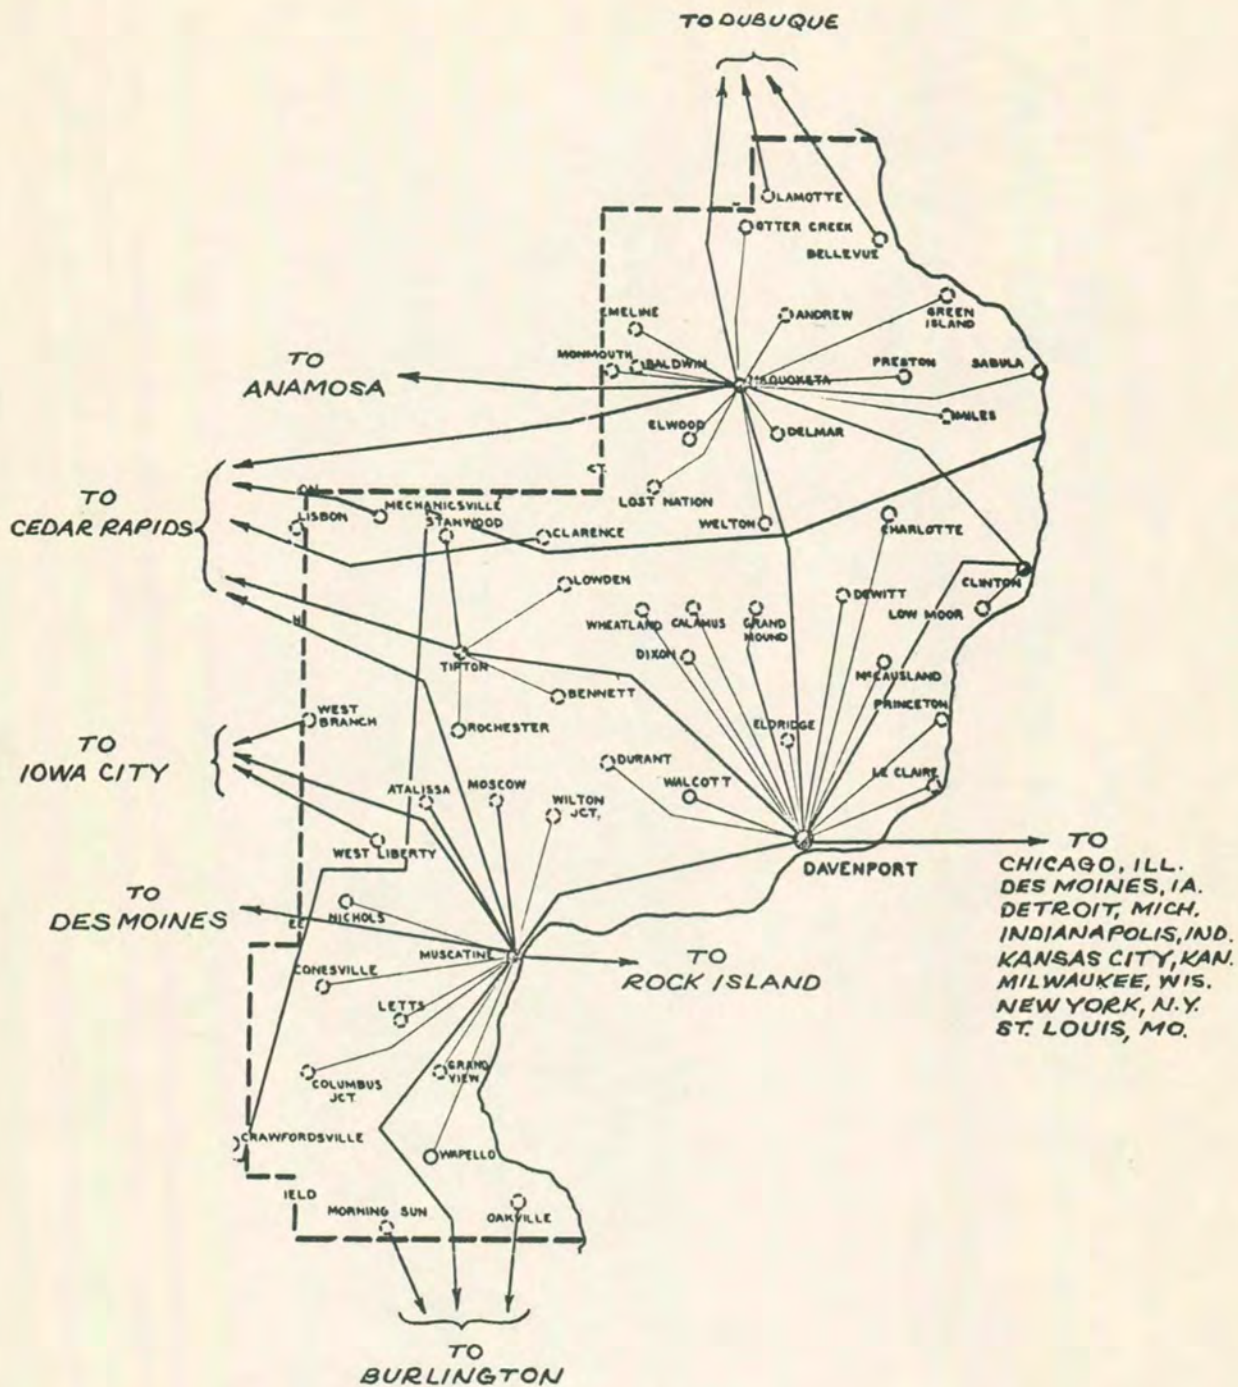 TO DUBUQUE
LAMOTTE
OTTER CREEK
BELLEVUE
GREEN
ISLAND
ANDREW
EMELINE
TO
ANAMOSA
MONMOUTH
BALDWIN
MAQUOKETA
PRESTON
SABULA
MILES
ELWOOD
DELMAR
CT.
LOST NATION
WELTON
CHARLOTTE
TO
CEDAR RAPIDS
ON
LISBON
MECHANICSVILLE
STANWOOD
CLARENCE
CLINTON
LOW MOOR
LOWDEN
WHEATLAND
CALAMUS
GRAND
MOUND
DEWITT
DIXON
TIPTON
BENNETT
McCAUSLAND
PRINCETON
WEST
BRANCH
ROCHESTER
ELDRIDGE
TO
IOWA CITY
DURANT
WALCOTT
LE CLAIRE
ATALISSA
MOSCOW
WILTON
JCT.
WEST LIBERTY
DAVENPORT
TO
CHICAGO, ILL.
DES MOINES, IA.
DETROIT, MICH.
INDIANAPOLIS, IND.
KANSAS CITY, KAN.
MILWAUKEE, WIS.
NEW YORK, N.Y.
ST. LOUIS, MO.
TO
DES MOINES
NICHOLS
EE
MUSCATINE
TO
ROCK ISLAND
CONESVILLE
LETTS
GRAND
VIEW
COLUMBUS
JCT.
CRAWFORDSVILLE
WAPELLO
IELD
MORNING SUN
OAKVILLE
TO
BURLINGTON